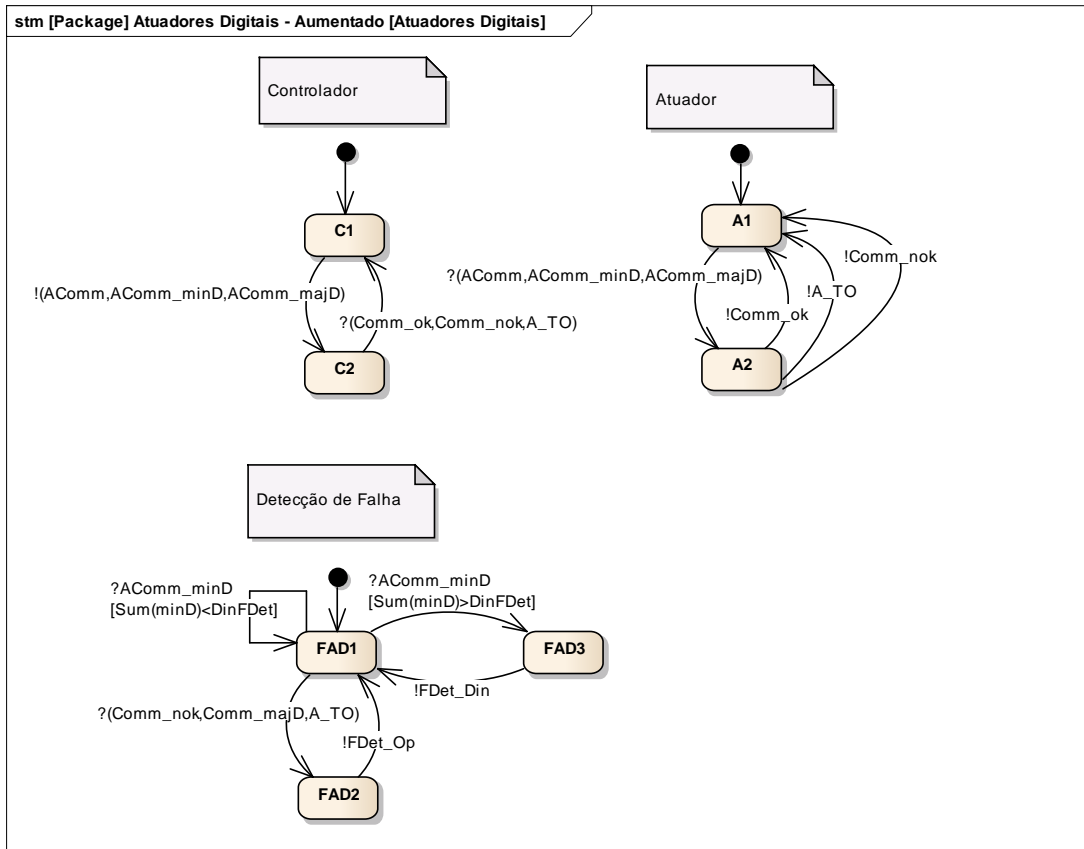 stm [Package] Atuadores Digitais - Aumentado [Atuadores Digitais]
Controlador
Atuador
C1
A1
!(AComm,AComm_minD,AComm_majD)
?(Comm_ok,Comm_nok,A_TO)
C2
?(AComm,AComm_minD,AComm_majD)
!Comm_nok
!A_TO
!Comm_ok
A2
Detecção de Falha
?AComm_minD
[Sum(minD)<DinFDet]
?AComm_minD
[Sum(minD)>DinFDet]
FAD1
FAD3
!FDet_Din
?(Comm_nok,Comm_majD,A_TO)
!FDet_Op
FAD2